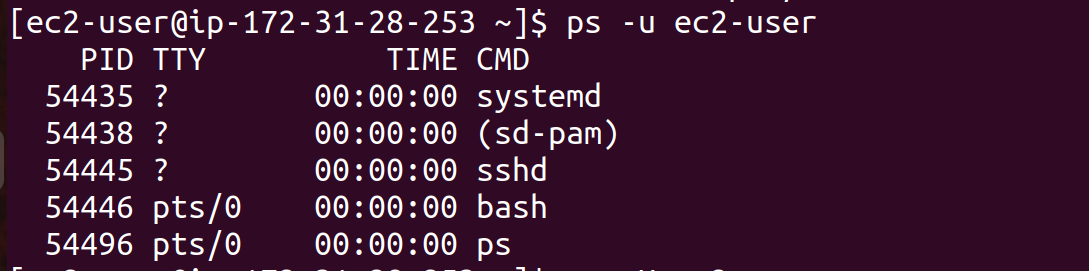 [ec2-user@ip-172-31-28-253 ~]$ ps -u ec2-user
PID TTY TIME CMD
54435 ? 00:00:00 systemd
54438 ? 00:00:00 (sd-pam)
54445 ? 00:00:00 sshd
54446 pts/0 00:00:00 bash
54496 pts/0 00:00:00 ps